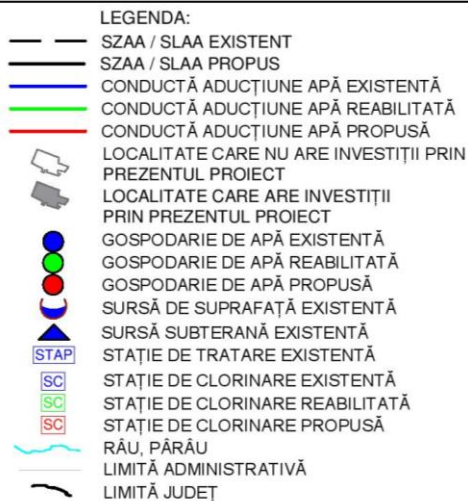 LEGENDA:
SZAA / SLAA EXISTENT
SZAA / SLAA PROPUS
CONDUCTĂ ADUCȚIUNE APĂ EXISTENTĂ
CONDUCTĂ ADUCȚIUNE APĂ REABILITATĂ
CONDUCTĂ ADUCȚIUNE APĂ PROPUSĂ
LOCALITATE CARE NU ARE INVESTIȚII PRIN
PREZENTUL PROIECT
LOCALITATE CARE ARE INVESTIȚII
PRIN PREZENTUL PROIECT
GOSPODARIE DE APĂ EXISTENTĂ
GOSPODARIE DE APĂ REABILITATĂ
GOSPODARIE DE APĂ PROPUSĂ
SURSĂ DE SUPRAFAȚĂ EXISTENTĂ
SURSĂ SUBTERANĂ EXISTENTĂ
STAP STAȚIE DE TRATARE EXISTENTĂ
SC STAȚIE DE CLORINARE EXISTENTĂ
SC STAȚIE DE CLORINARE REABILITATĂ
SC STAȚIE DE CLORINARE PROPUSĂ
RÂU, PÂRÂU
LIMITĂ ADMINISTRATIVĂ
LIMITĂ JUDEȚ